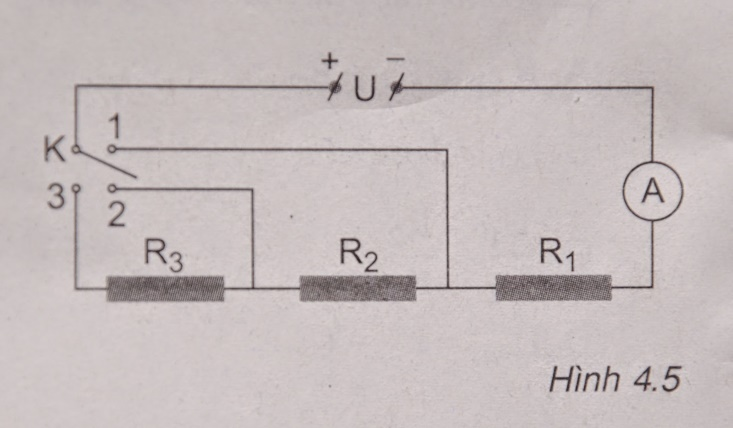 + U −
K 1
3 2
A
R3 R2 R1
Hình 4.5